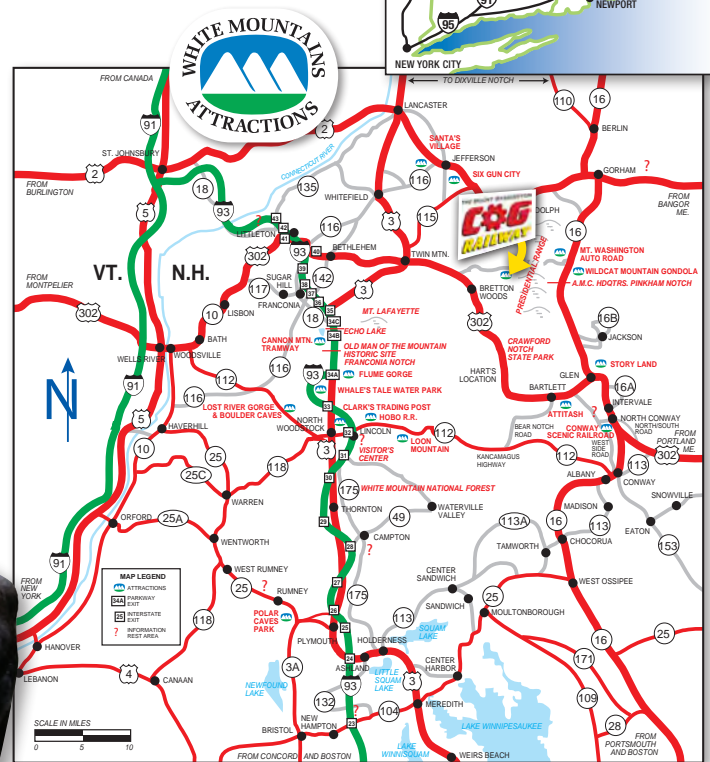 91
NEWPORT
95
NEW YORK CITY
WHITE MOUNTAINS
ATTRACTIONS
TO DIXVILLE NOTCH
FROM CANADA
110
16
LANCASTER
91
2
BERLIN
SANTA'S
VILLAGE
ST. JOHNSBURY
CONNECTICUT RIVER
JEFFERSON
2
116
SIX GUN CITY
GORHAM
?
18
135
FROM
BURLINGTON
WHITEFIELD
THE MOUNT WASHINGTON
COG
RAILWAY
DOLPH
FROM
BANGOR
ME.
5
93
?
43
42
41
LITTLETON
116
3
115
16
93
40
BETHLEHEM
TWIN MTN.
MT. WASHINGTON
AUTO ROAD
302
39
WILDCAT MOUNTAIN GONDOLA
VT.
N.H.
SUGAR
HILL
142
PRESIDENTIAL RANGE
A.M.C. HDQTRS. PINKHAM NOTCH
FROM
MONTPELIER
117
38
37
36
3
BRETTON
WOODS
FRANCONIA
302
10
LISBON
18
35
34C
MT. LAFAYETTE
302
16B
34B
ECHO LAKE
CRAWFORD
NOTCH
STATE PARK
JACKSON
BATH
CANNON MTN.
TRAMWAY
OLD MAN OF THE MOUNTAIN
HISTORIC SITE
FRANCONIA NOTCH
WELLS RIVER
WOODSVILLE
116
GLEN
STORY LAND
N
91
112
93
34A
FLUME GORGE
HART'S
LOCATION
BARTLETT
16A
WHALE'S TALE WATER PARK
116
INTERVALE
LOST RIVER GORGE
& BOULDER CAVES
33
CLARK'S TRADING POST
ATTITASH
?
5
HOBO R.R.
NORTH CONWAY
HAVERHILL
NORTH
WOODSTOCK
32
LINCOLN
112
BEAR NOTCH
ROAD
CONWAY
SCENIC RAILROAD
NORTH/SOUTH
ROAD
10
3
LOON
MOUNTAIN
WEST
SIDE
ROAD
FROM
PORTLAND
ME.
25
31
VISITOR'S
CENTER
KANCAMAGUS
HIGHWAY
112
302
118
113
25C
30
ALBANY
CONWAY
175
WHITE MOUNTAIN NATIONAL FOREST
WARREN
SNOWVILLE
THORNTON
WATERVILLE
VALLEY
MADISON
ORFORD
25A
29
49
113A
16
113
EATON
WENTWORTH
28
CAMPTON
CHOCORUA
?
TAMWORTH
153
91
WEST RUMNEY
CENTER
SANDWICH
MAP LEGEND
ATTRACTIONS
34A
PARKWAY
EXIT
25
INTERSTATE
EXIT
?
INFORMATION
REST AREA
FROM
NEW
YORK
25
?
RUMNEY
27
175
WEST OSSIPEE
SANDWICH
25
POLAR
CAVES
PARK
26
MOULTONBOROUGH
118
113
25
PLYMOUTH
SQUAM
LAKE
16
25
HANOVER
HOLDERNESS
24
ASHLAND
CENTER
HARBOR
171
3A
LITTLE
SQUAM
LAKE
LEBANON
4
CANAAN
93
3
NEWFOUND
LAKE
132
104
MEREDITH
109
SCALE IN MILES
0
5
10
NEW
HAMPTON
?
23
LAKE WINNIPESAUKEE
28
BRISTOL
FROM
PORTSMOUTH
AND BOSTON
FROM CONCORD AND BOSTON
LAKE
WINNISQUAM
WEIRS BEACH